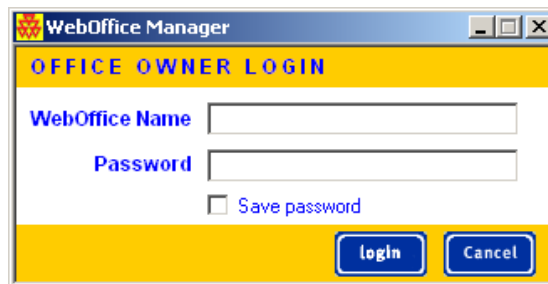 WebOffice Manager
OFFICE OWNER LOGIN
WebOffice Name
Password
Save password
login Cancel